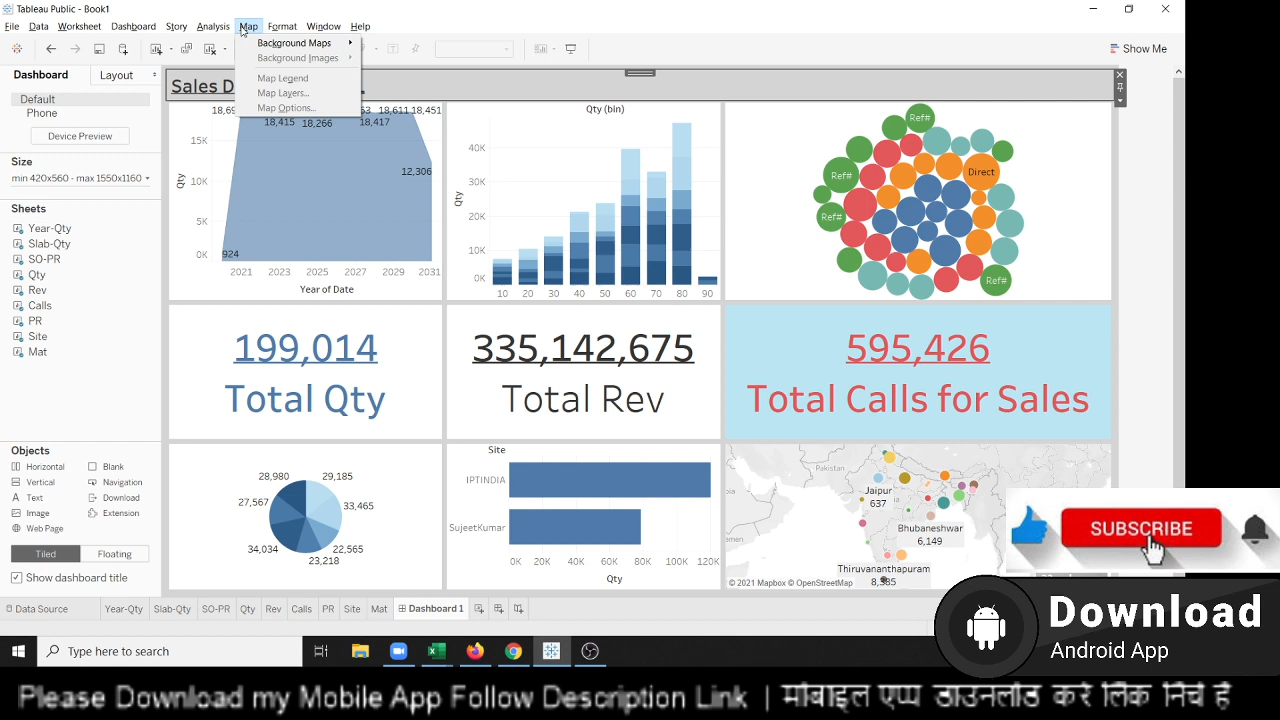 Tableau Public - Book1
File Data Worksheet Dashboard Story Analysis Map Format Window Help
Show Me
Background Maps
Background Images
Map Legend
Map Layers...
Map Options...
Dashboard Layout
Default
Phone
Device Preview
Size
min 420x560 - max 1550x1160
Sheets
Year-Qty
Slab-Qty
SO-PR
Qty
Rev
Calls
PR
Site
Mat
Objects
Horizontal Blank
Vertical Navigation
Text Download
Image Extension
Web Page
Tiled Floating
Show dashboard title
Sales D
18,415 18,266 18,417 18,611 18,451
12,306
924
Qty
15K
10K
5K
0K
2021 2023 2025 2027 2029 2031
Year of Date
Qty (bin)
Qty
40K
30K
20K
10K
0K
10 20 30 40 50 60 70 80 90
Ref#
Direct
Ref#
Ref#
Ref#
199,014
Total Qty
335,142,675
Total Rev
595,426
Total Calls for Sales
28,980 29,185
27,567 33,465
34,034 22,565
23,218
Site
IPTINDIA
SujeetKumar
0K 20K 40K 60K 80K 100K 120K
Qty
Pakistan
Jaipur
637
Bhubaneshwar
6,149
Yemen
Thiruvananthapuram
8,385
© 2021 Mapbox © OpenStreetMap
SUBSCRIBE
Data Source Year-Qty Slab-Qty SO-PR Qty Rev Calls PR Site Mat Dashboard 1
Download
Android App
Type here to search
Please Download my Mobile App Follow Description Link | मोबाइल एप्प डाउनलोड करे लिंक निचे है